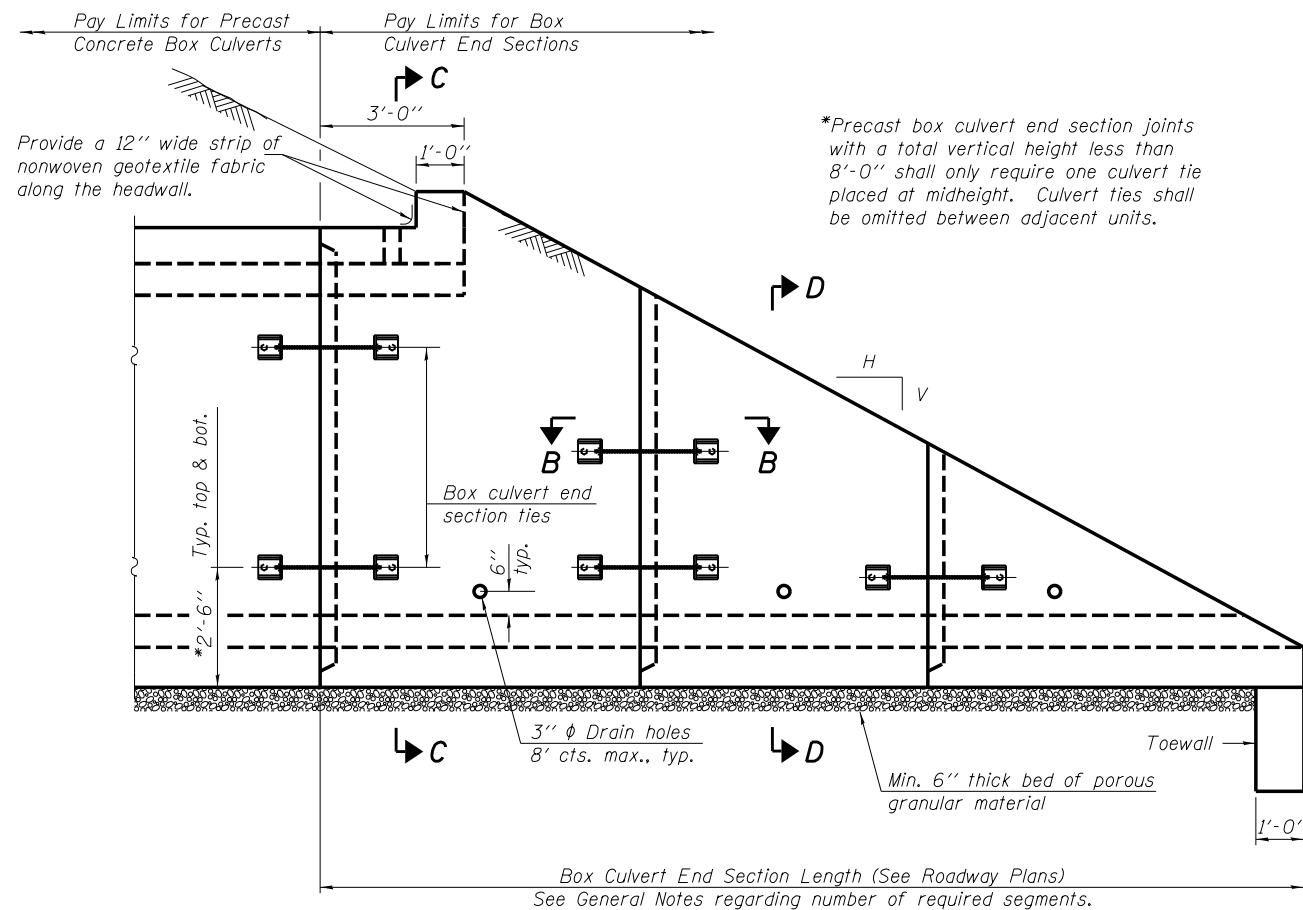 Pay Limits for Precast
Concrete Box Culverts
Pay Limits for Box
Culvert End Sections
C
3'-0''
1'-0''
Provide a 12'' wide strip of
nonwoven geotextile fabric
along the headwall.
*Precast box culvert end section joints
with a total vertical height less than
8'-0'' shall only require one culvert tie
placed at midheight. Culvert ties shall
be omitted between adjacent units.
D
H
V
B
B
Typ. top & bot.
*2'-6''
Box culvert end
section ties
6''
typ.
3'' φ Drain holes
8' cts. max., typ.
C
D
Toewall
Min. 6'' thick bed of porous
granular material
1'-0'
Box Culvert End Section Length (See Roadway Plans)
See General Notes regarding number of required segments.